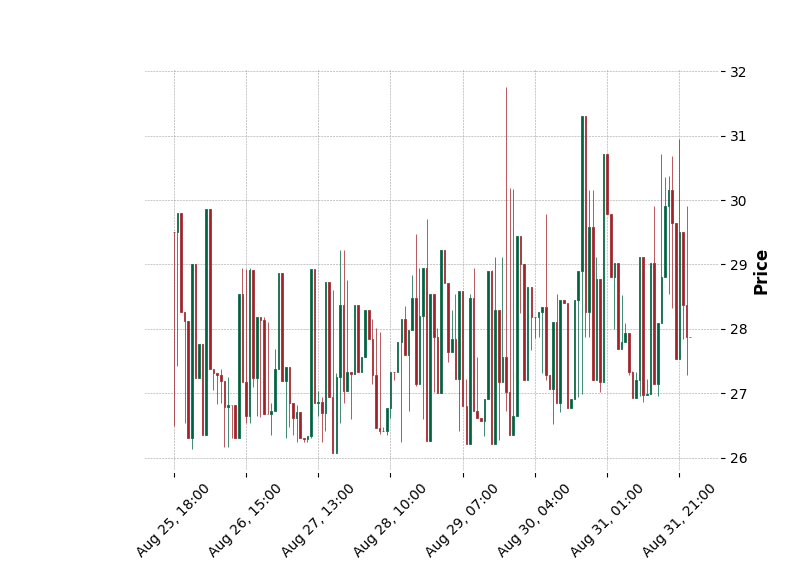 32
31
30
29
28
27
26
Price
Aug 25, 18:00
Aug 26, 15:00
Aug 27, 13:00
Aug 28, 10:00
Aug 29, 07:00
Aug 30, 04:00
Aug 31, 01:00
Aug 31, 21:00